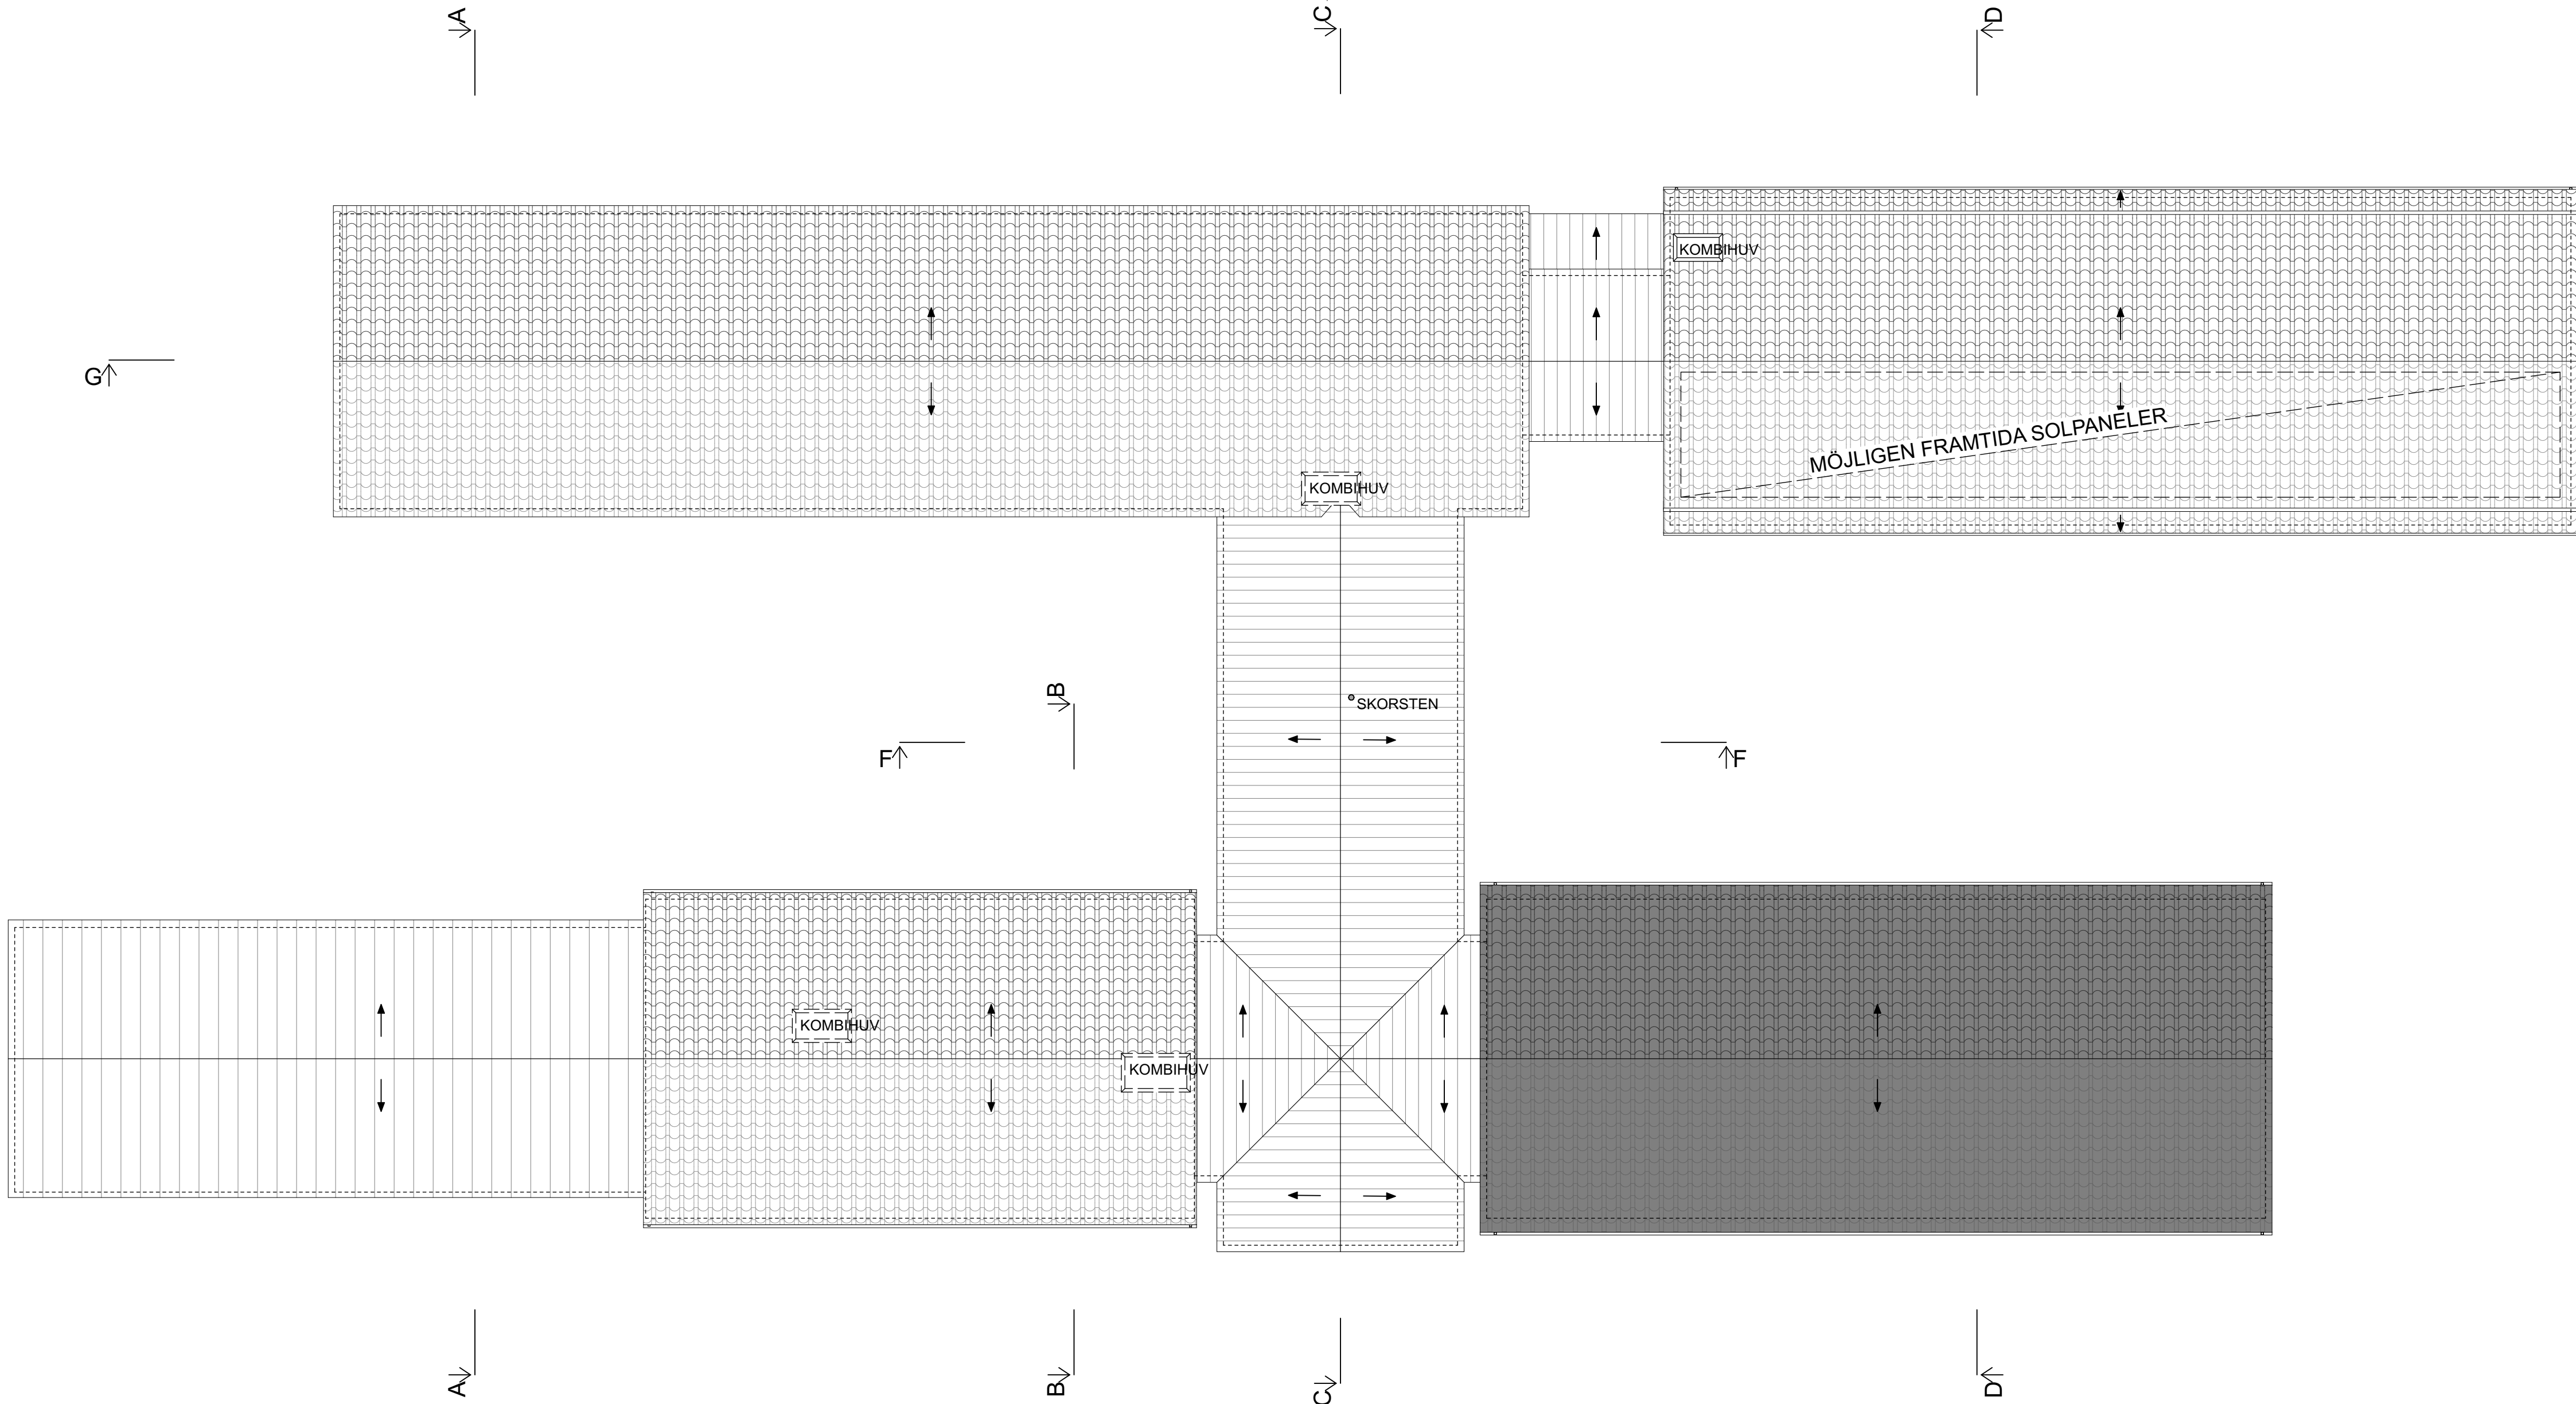 A
C
D
KOMBIHUV
G
MÖJLIGEN FRAMTIDA SOLPANELER
KOMBIHUV
B
SKORSTEN
F
F
KOMBIHUV
KOMBIHUV
A
B
C
D